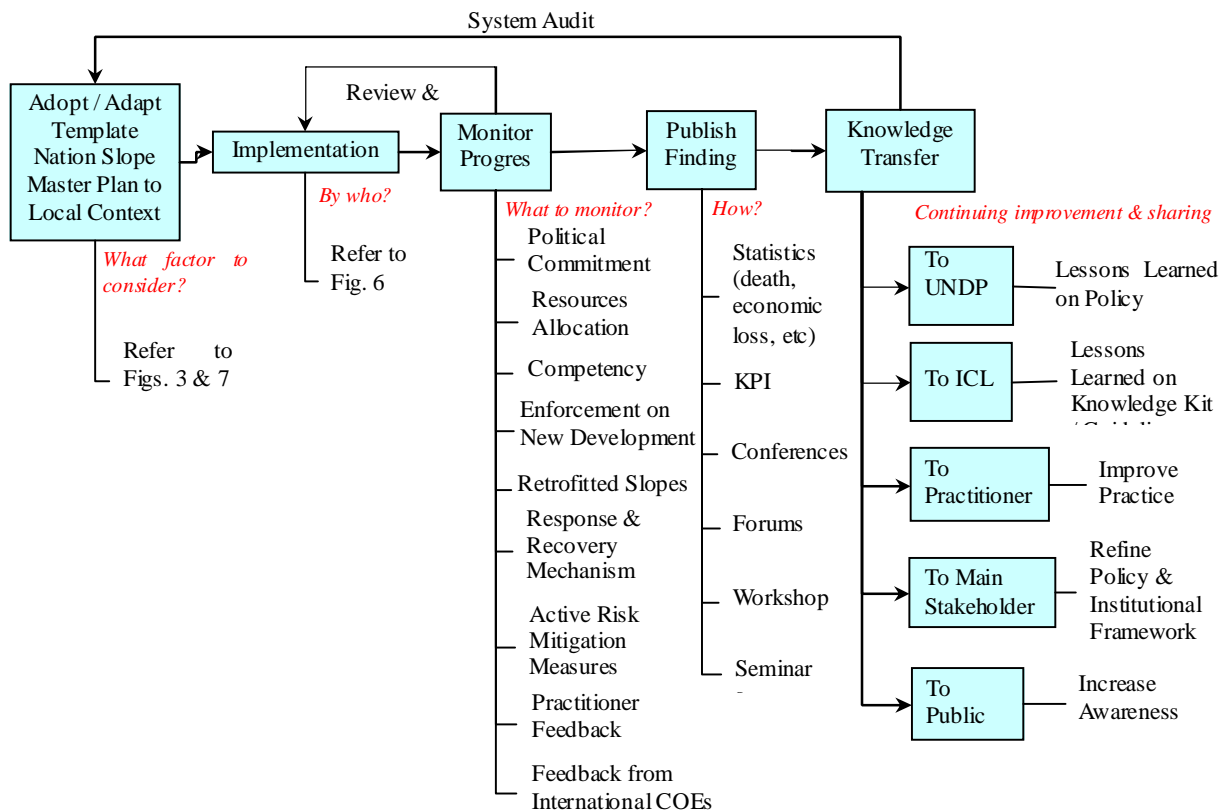 System Audit
Adopt / Adapt
Template
Nation Slope
Master Plan to
Local Context
Review &
Implementation
Monitor
Progres
Publish
Finding
Knowledge
Transfer
What factor to
consider?
Refer to
Figs. 3 & 7
By who?
Refer to
Fig. 6
What to monitor?
Political
Commitment
Resources
Allocation
Competency
Enforcement on
New Development
Retrofitted Slopes
Response &
Recovery
Mechanism
Active Risk
Mitigation
Measures
Practitioner
Feedback
Feedback from
International COEs
How?
Statistics
(death,
economic
loss, etc)
KPI
Conferences
Forums
Workshop
Seminar
Continuing improvement & sharing
To
UNDP
Lessons Learned
on Policy
To ICL
Lessons
Learned on
Knowledge Kit
To
Practitioner
Improve
Practice
To Main
Stakeholder
Refine
Policy &
Institutional
Framework
To
Public
Increase
Awareness